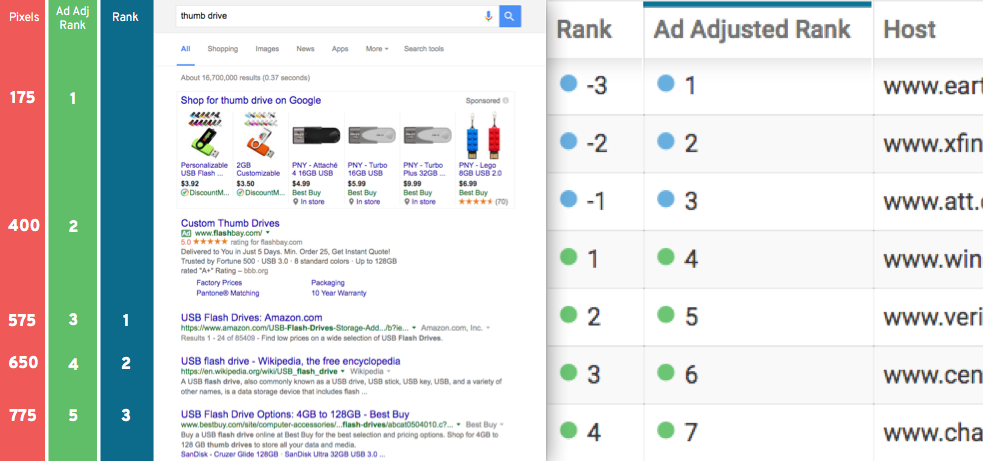 Pixels
Ad Adj
Rank
Rank
175
1
400
2
575
3
1
650
4
2
775
5
3
thumb drive
All
Shopping
Images
News
Apps
More
Search tools
About 16,700,000 results (0.37 seconds)
Shop for thumb drive on Google
Sponsored
Personalizable
USB Flash ...
$3.92
DiscountM...
2GB
Customizable
$3.50
DiscountM...
PNY - Attaché
4 16GB USB
$4.99
Best Buy
In store
PNY - Turbo
16GB USB
$5.99
Best Buy
In store
PNY - Turbo
Plus 32GB ...
$9.99
Best Buy
In store
PNY - Lego
8GB USB 2.0
$6.99
Best Buy
(70)
Custom Thumb Drives
Ad www.flashbay.com/
5.0 ★★★★★ rating for flashbay.com
Delivered to You in Just 5 Days. Min. Order 25, Get Instant Quote!
Trusted by Fortune 500 · USB 3.0 · 8 standard colors · Up to 128GB
rated "A+" Rating – bbb.org
Factory Prices
Packaging
Pantone® Matching
10 Year Warranty
USB Flash Drives: Amazon.com
https://www.amazon.com/USB-Flash-Drives-Storage-Add.../b?ie... Amazon.com, Inc.
Results 1 - 24 of 85409 - Find low prices on a wide selection of USB Flash Drives.
USB flash drive - Wikipedia, the free encyclopedia
https://en.wikipedia.org/wiki/USB_flash_drive Wikipedia
A USB flash drive, also commonly known as a USB drive, USB stick, USB key, USB, and a variety of
other names, is a data storage device that includes flash ...
USB Flash Drive Options: 4GB to 128GB - Best Buy
www.bestbuy.com/site/computer-accessories/...flash-drives/abcat0504010.c?... Best Buy
Buy a USB flash drive online at Best Buy for the best selection and pricing options. Shop for 4GB to
128 GB thumb drives to store all your data and media.
SanDisk - Cruzer Glide 128GB · SanDisk Ultra 32GB USB 3.0 ...
Rank
Ad Adjusted Rank
Host
-3
1
www.eart
-2
2
www.xfin
-1
3
www.att.
1
4
www.win
2
5
www.veri
3
6
www.cen
4
7
www.cha